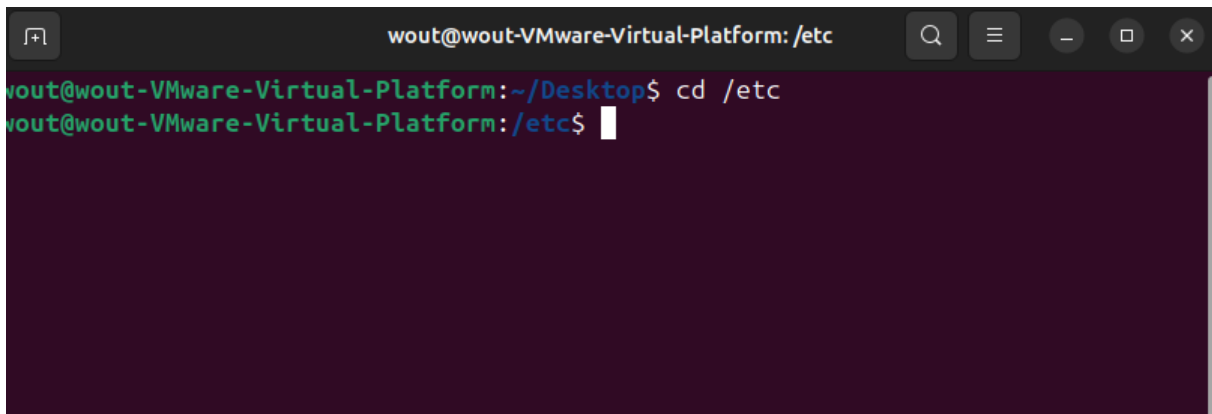 wout@wout-VMware-Virtual-Platform: /etc
wout@wout-VMware-Virtual-Platform:~/Desktop$ cd /etc
wout@wout-VMware-Virtual-Platform:/etc$